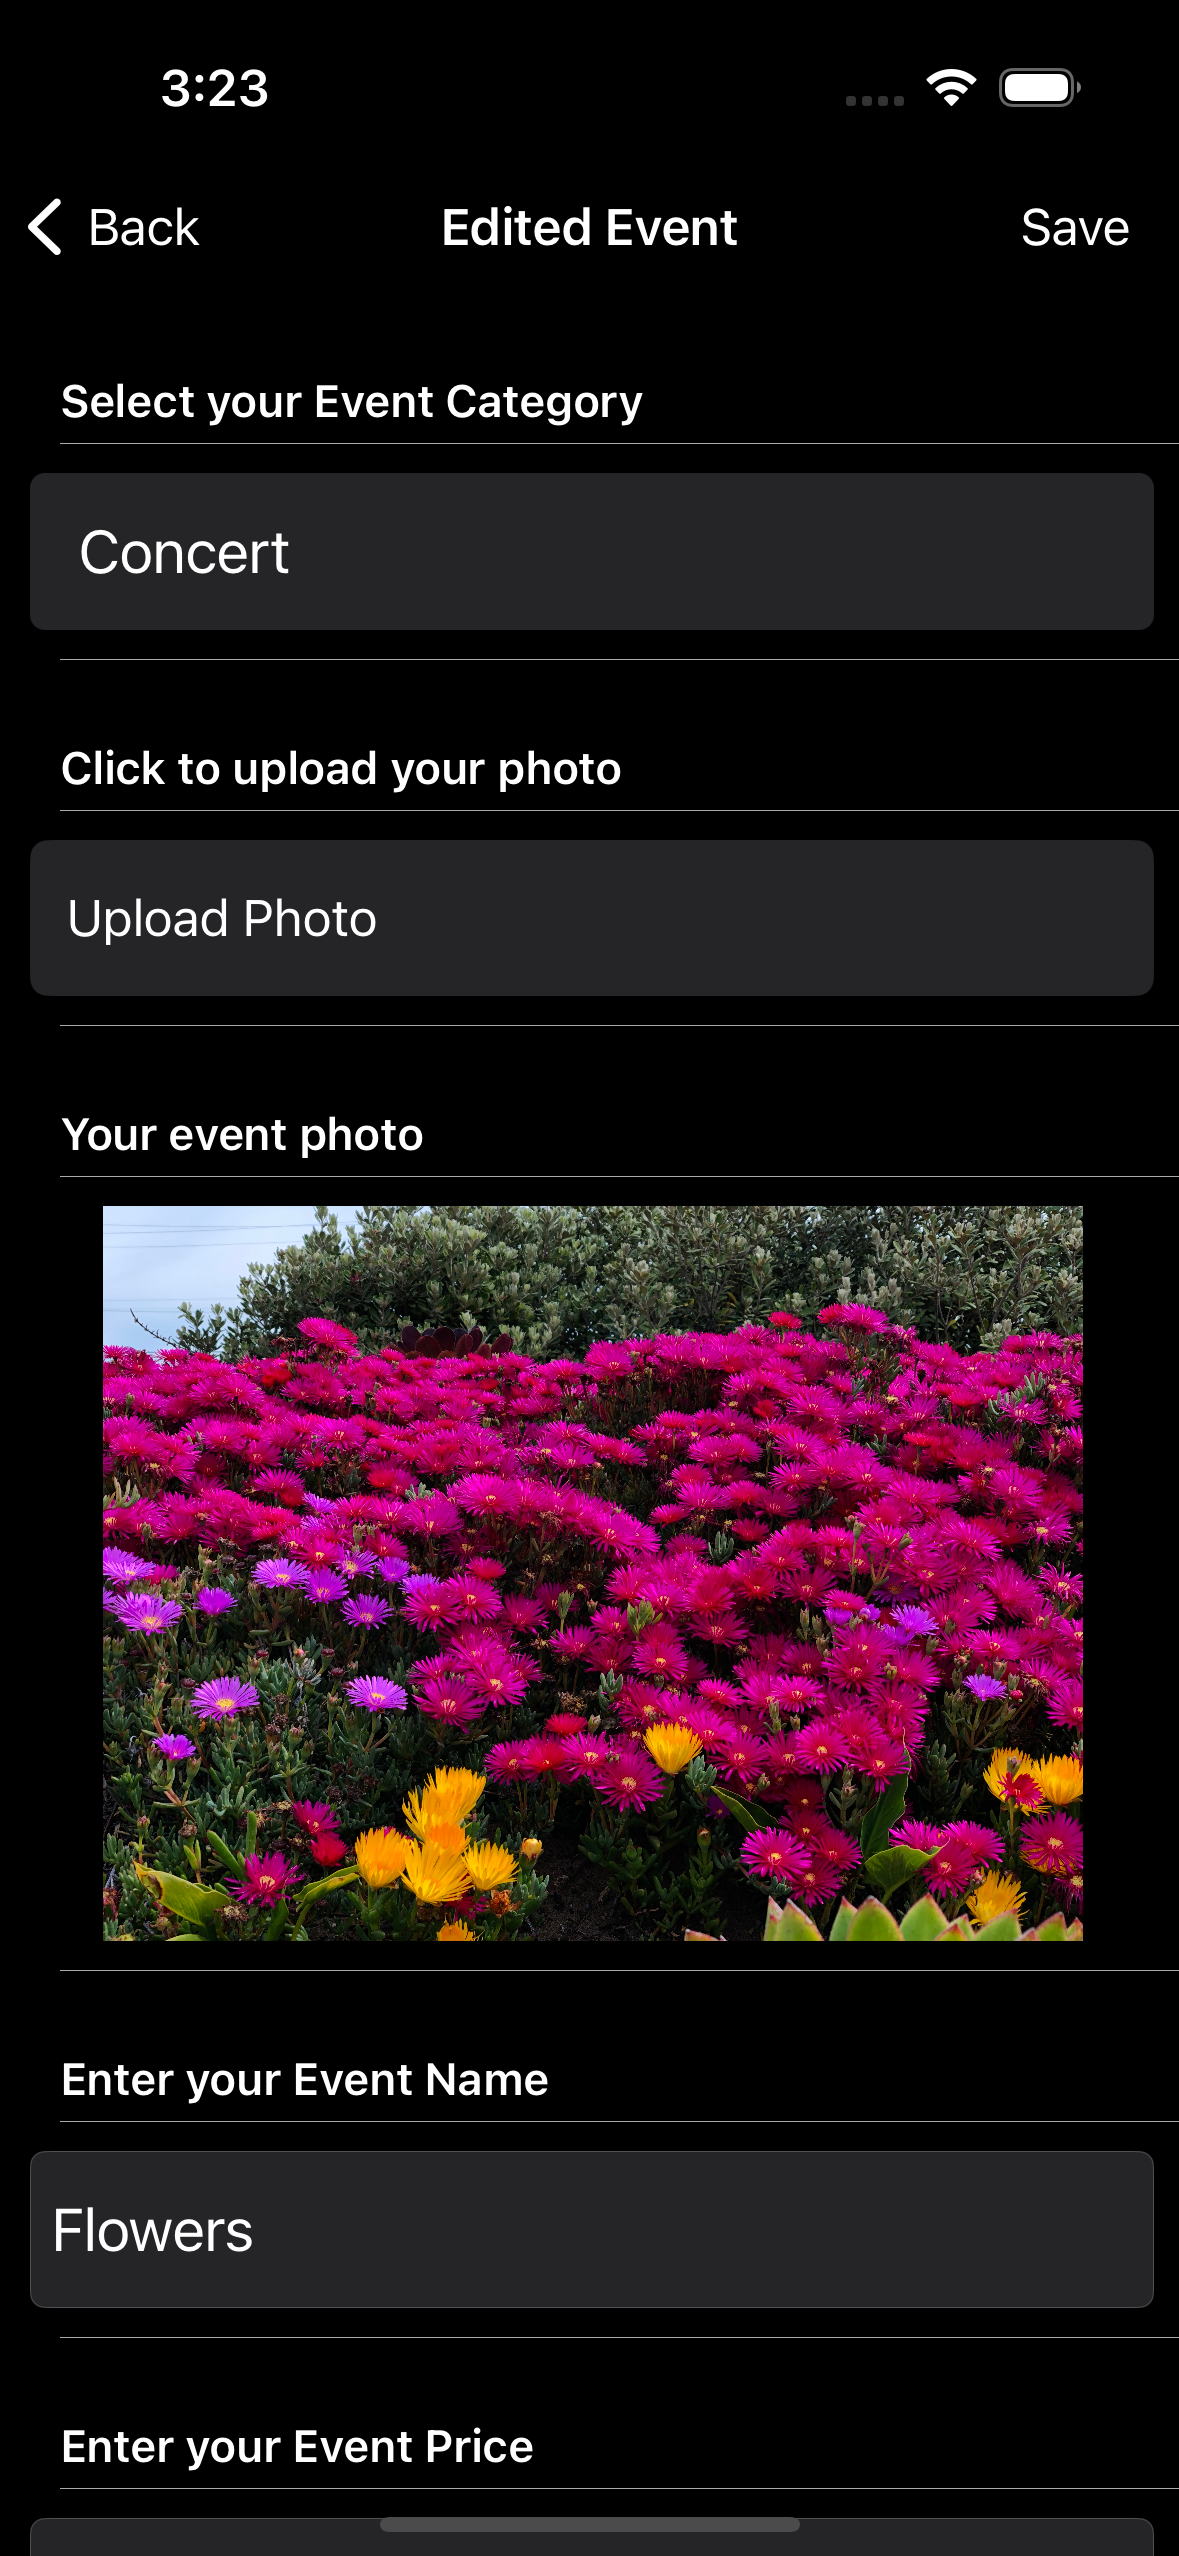 3:23
Back
Edited Event
Save
Select your Event Category
Concert
Click to upload your photo
Upload Photo
Your event photo
Enter your Event Name
Flowers
Enter your Event Price